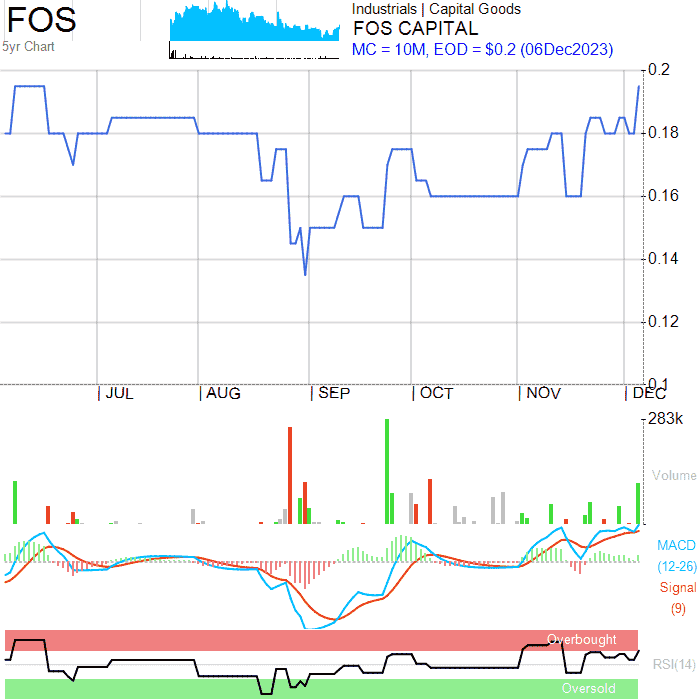 FOS
5yr Chart
Industrials | Capital Goods
FOS CAPITAL
MC = 10M, EOD = $0.2 (06Dec2023)
0.2
0.18
0.16
0.14
0.12
0.1
JUL AUG SEP OCT NOV DEC
283k
Volume
MACD
(12-26)
Signal
(9)
Overbought
RSI(14)
Oversold